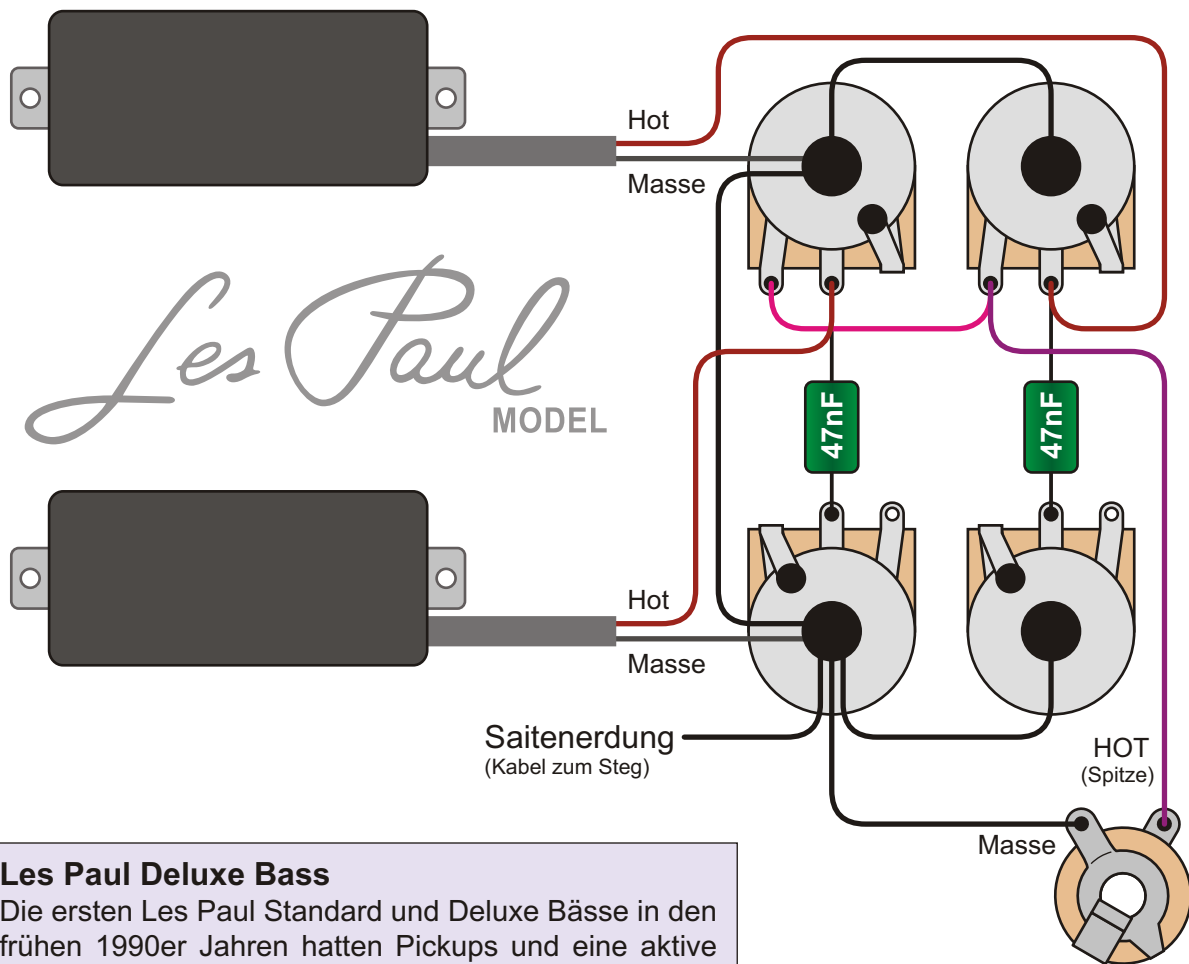 Hot
Masse
Les Paul
MODEL
47nF
47nF
Hot
Masse
Saitenerdung
(Kabel zum Steg)
HOT
(Spitze)
Masse
Les Paul Deluxe Bass
Die ersten Les Paul Standard und Deluxe Bässe in den
frühen 1990er Jahren hatten Pickups und eine aktive